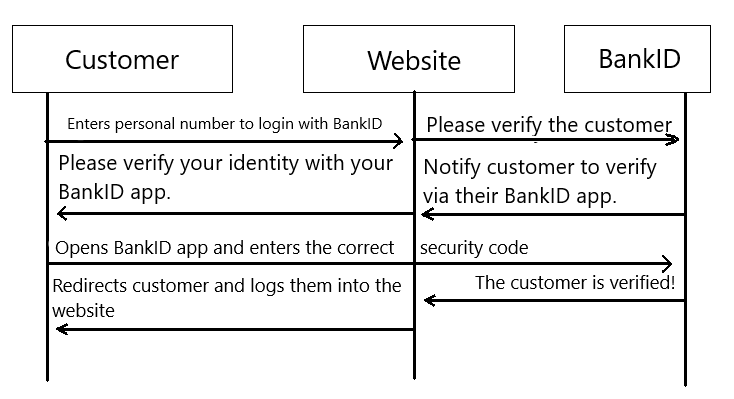 Customer
Website
BankID
Enters personal number to login with BankID
Please verify the customer
Please verify your identity with your
BankID app.
Notify customer to verify
via their BankID app.
Opens BankID app and enters the correct security code
The customer is verified!
Redirects customer and logs them into the
website